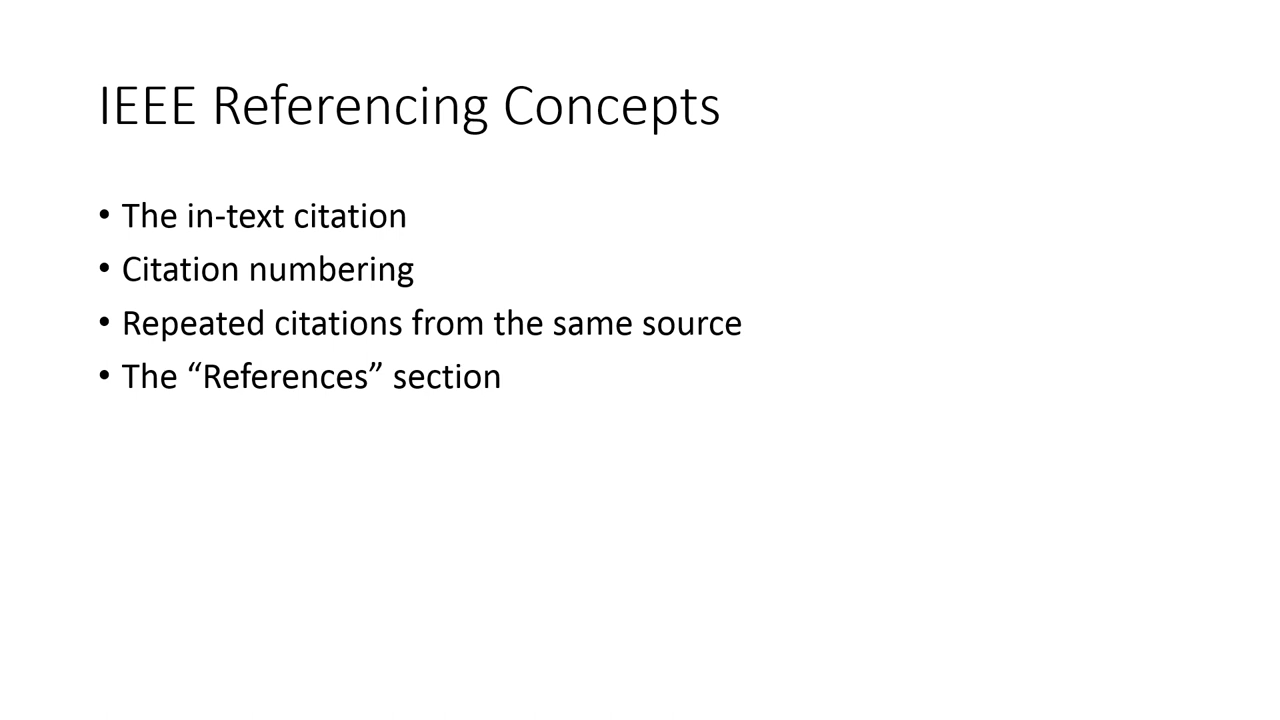 IEEE Referencing Concepts
• The in-text citation
• Citation numbering
• Repeated citations from the same source
• The “References” section